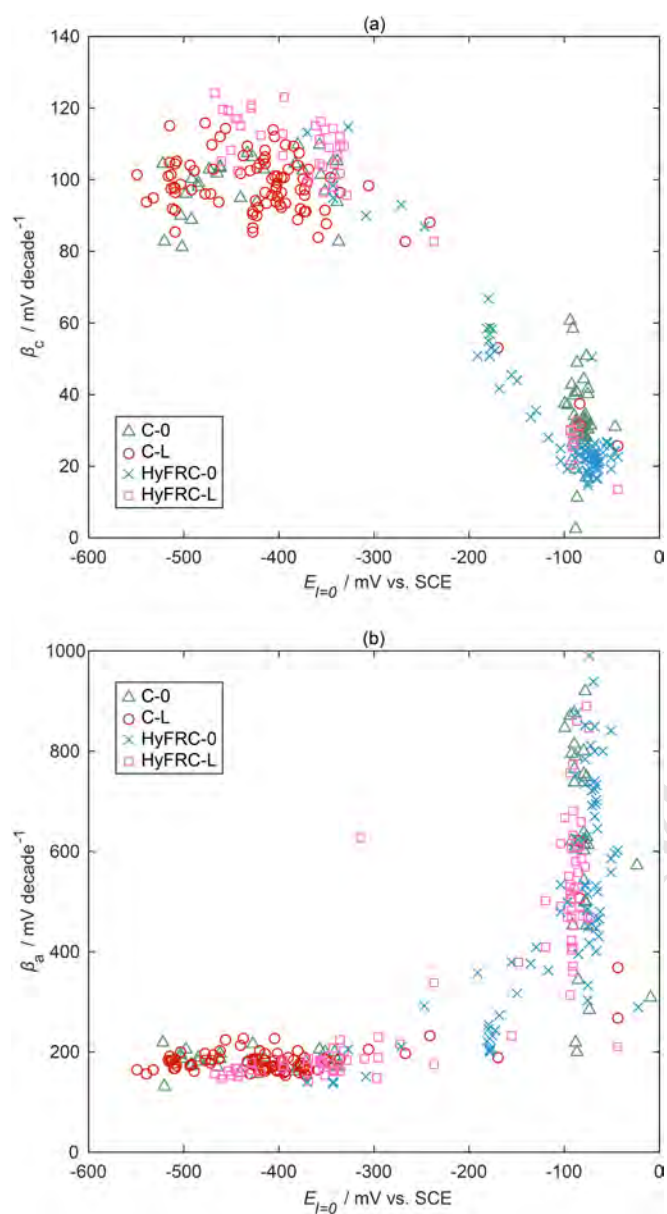 (a)
140
120
100
80
60
40
20
0
βc / mV decade⁻¹
C-0
C-L
HyFRC-0
HyFRC-L
-600 -500 -400 -300 -200 -100 0
E_I=0 / mV vs. SCE
(b)
1000
800
600
400
200
0
βa / mV decade⁻¹
C-0
C-L
HyFRC-0
HyFRC-L
-600 -500 -400 -300 -200 -100 0
E_I=0 / mV vs. SCE